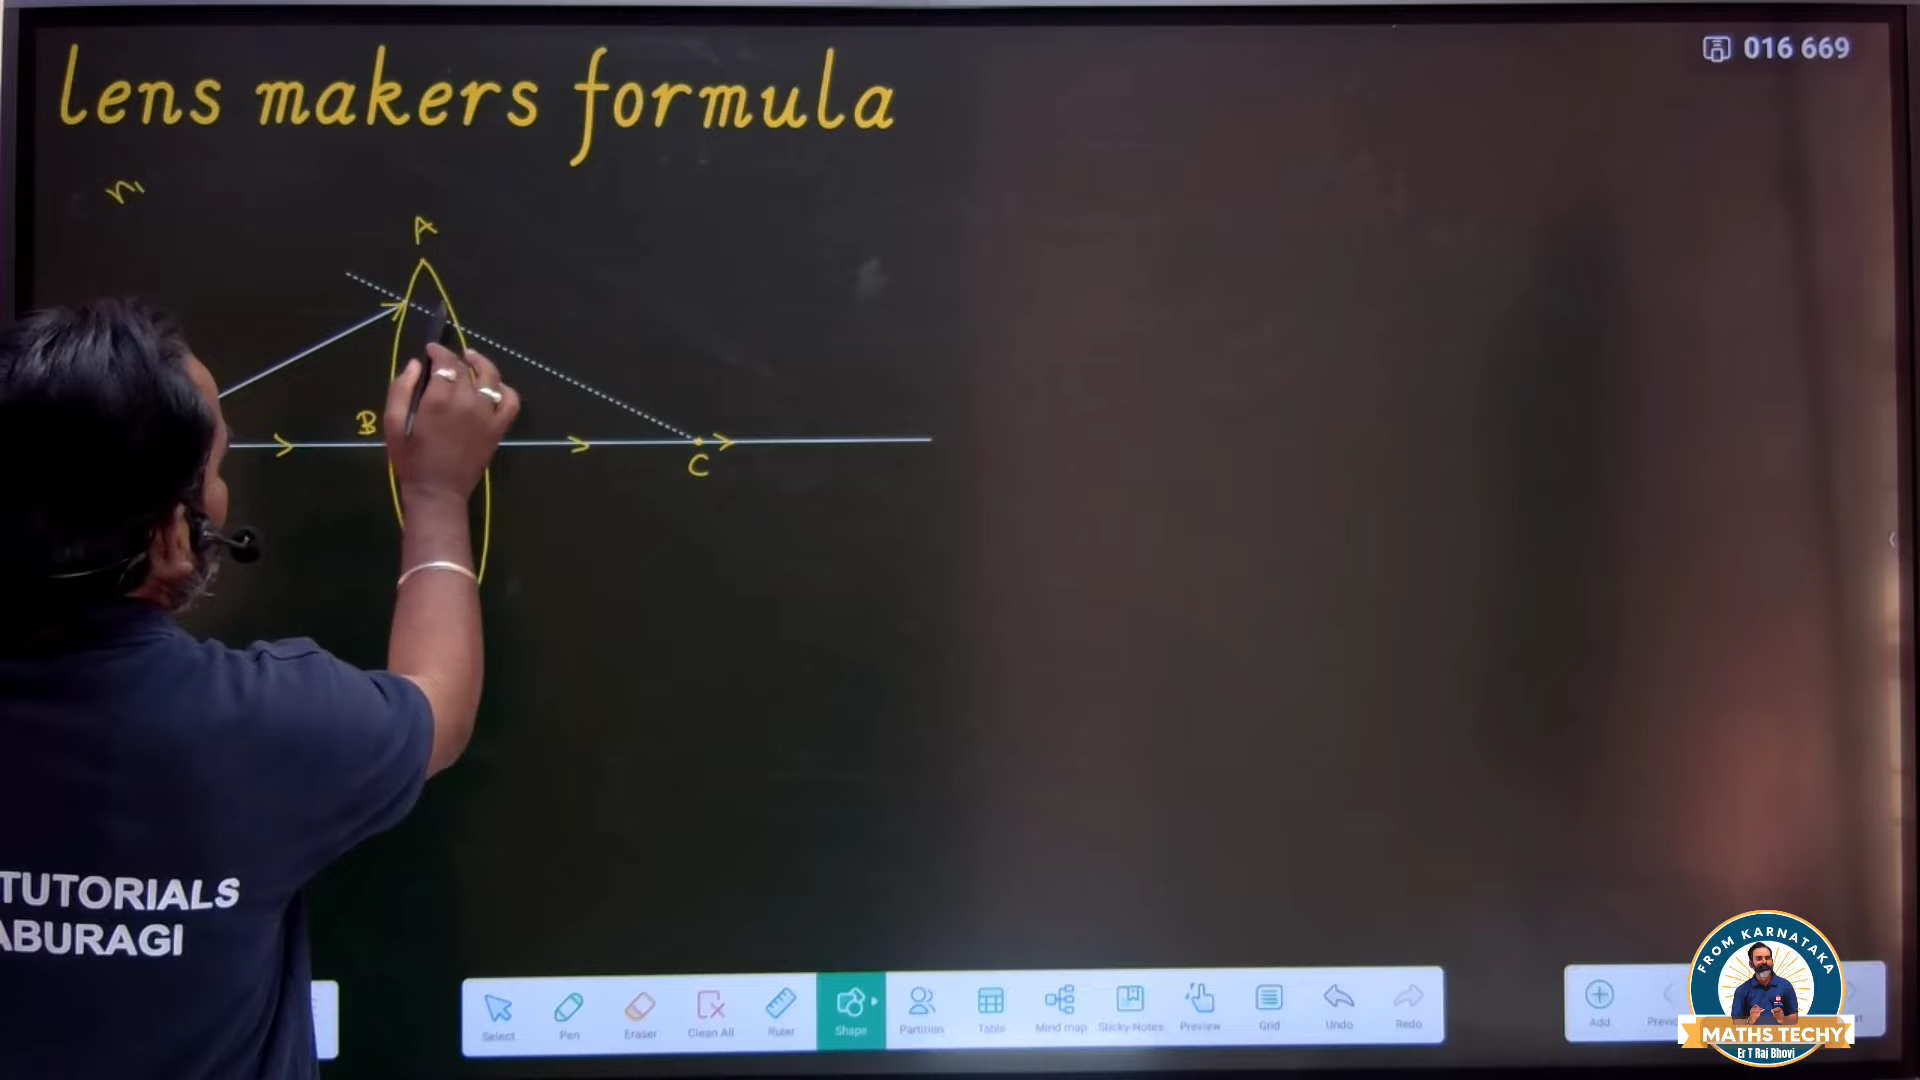 lens makers formula
016 669
n1
A
B
C
TUTORIALS
ABURAGI
Select
Pen
Eraser
Clean All
Ruler
Shape
Partition
Table
Mind map
Sticky Notes
Preview
Grid
Undo
Redo
Add
FROM KARNATAKA
MATHS TECHY
Er T Raj Bhovi